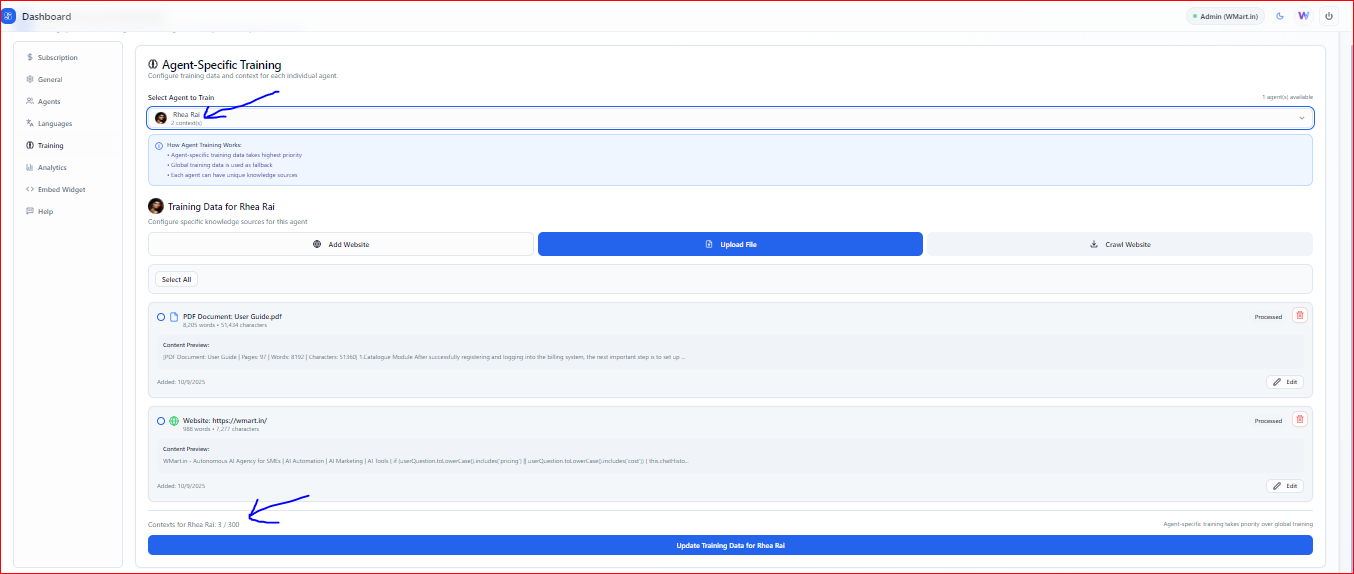 Dashboard
Admin (WMart.in)
Subscription
General
Agents
Languages
Training
Analytics
Embed Widget
Help
Agent-Specific Training
Configure training data and context for each individual agent.
Select Agent to Train
1 agent(s) available
Rhea Rai
2 context(s)
How Agent Training Works:
• Agent-specific training data takes highest priority
• Global training data is used as fallback
• Each agent can have unique knowledge sources
Training Data for Rhea Rai
Configure specific knowledge sources for this agent
Add Website
Upload File
Crawl Website
Select All
PDF Document: User Guide.pdf
8,205 words • 51,434 characters
Processed
Content Preview:
[PDF Document: User Guide | Pages: 97 | Words: 8192 | Characters: 51360] 1.Catalogue Module After successfully registering and logging into the billing system, the next important step is to set up ...
Added: 10/9/2025
Edit
Website: https://wmart.in/
988 words • 7,277 characters
Processed
Content Preview:
WMart.in - Autonomous AI Agency for SMEs | AI Automation | AI Marketing | AI Tools ( if (userQuestion.toLowerCase().includes('pricing') || userQuestion.toLowerCase().includes('cost')) { this.chatHisto...
Added: 10/9/2025
Edit
Contexts for Rhea Rai: 3 / 300
Agent-specific training takes priority over global training
Update Training Data for Rhea Rai